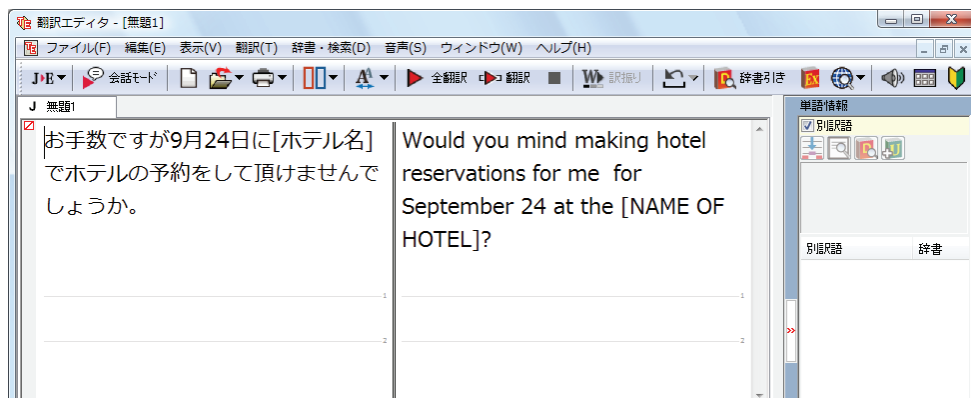 翻訳エディタ - [無題1]
ファイル(F) 編集(E) 表示(V) 翻訳(T) 辞書・検索(D) 音声(S) ウィンドウ(W) ヘルプ(H)
J▸E 会話モード 全翻訳 翻訳 W 訳振り 辞書引き EX
J 無題1
単語情報
別訳語
お手数ですが9月24日に[ホテル名]
でホテルの予約をして頂けませんで
しょうか。
Would you mind making hotel
reservations for me  for
September 24 at the [NAME OF
HOTEL]?
1
2
1
2
別訳語 辞書